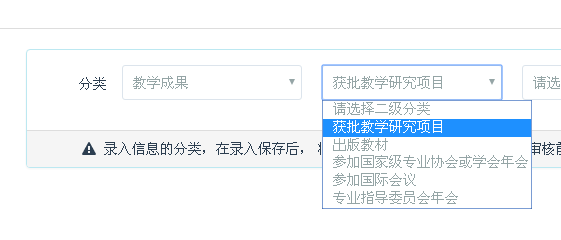 分类 教学成果 获批教学研究项目 请选
请选择二级分类
获批教学研究项目
出版教材
参加国家级专业协会或学会年会
参加国际会议
专业指导委员会年会
录入信息的分类，在录入保存后，